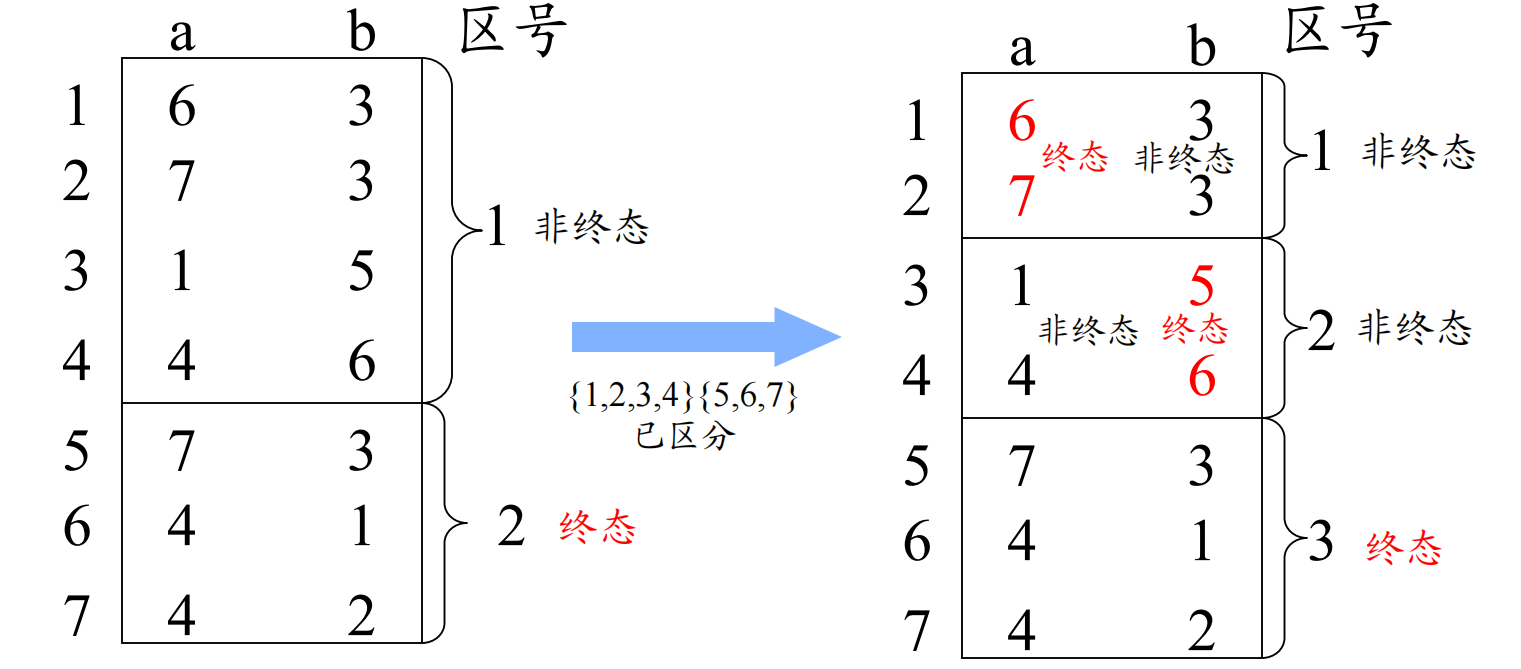 a b 区号
1 6 3
2 7 3
1 非终态
3 1 5
4 4 6
5 7 3
6 4 1
2 终态
7 4 2
{1,2,3,4}{5,6,7}
已区分
a b 区号
1 6 3
终态 非终态
1 非终态
2 7 3
3 1 5
非终态 终态
2 非终态
4 4 6
5 7 3
6 4 1
3 终态
7 4 2